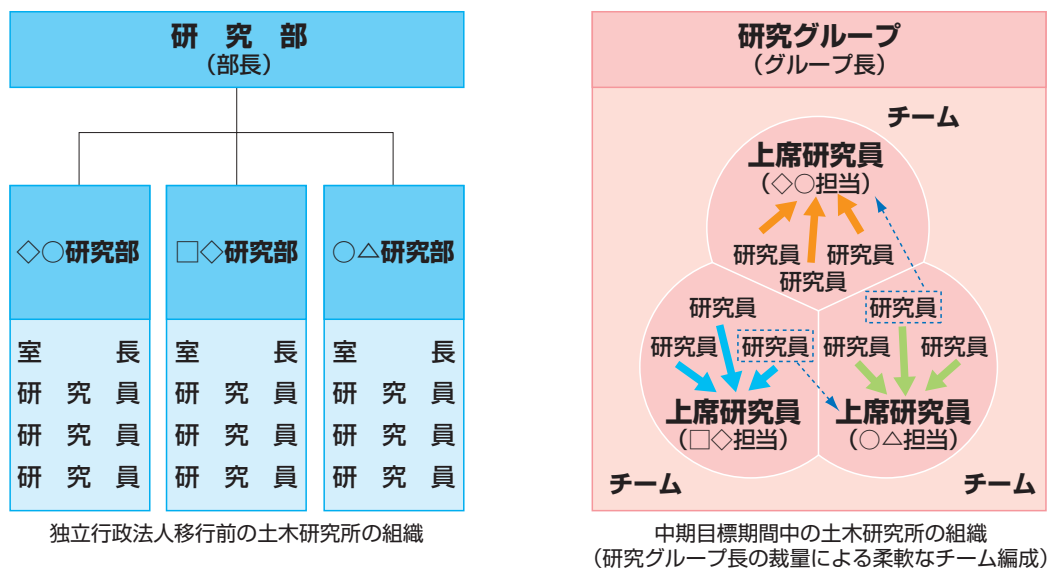 研究部
（部長）
◇○研究部
室長
研究員
研究員
研究員
□◇研究部
室長
研究員
研究員
研究員
○△研究部
室長
研究員
研究員
研究員
独立行政法人移行前の土木研究所の組織
研究グループ
（グループ長）
チーム
上席研究員
（◇○担当）
研究員
研究員
研究員
研究員
研究員
研究員
上席研究員
（□◇担当）
チーム
研究員
研究員
研究員
上席研究員
（○△担当）
チーム
中期目標期間中の土木研究所の組織
（研究グループ長の裁量による柔軟なチーム編成）